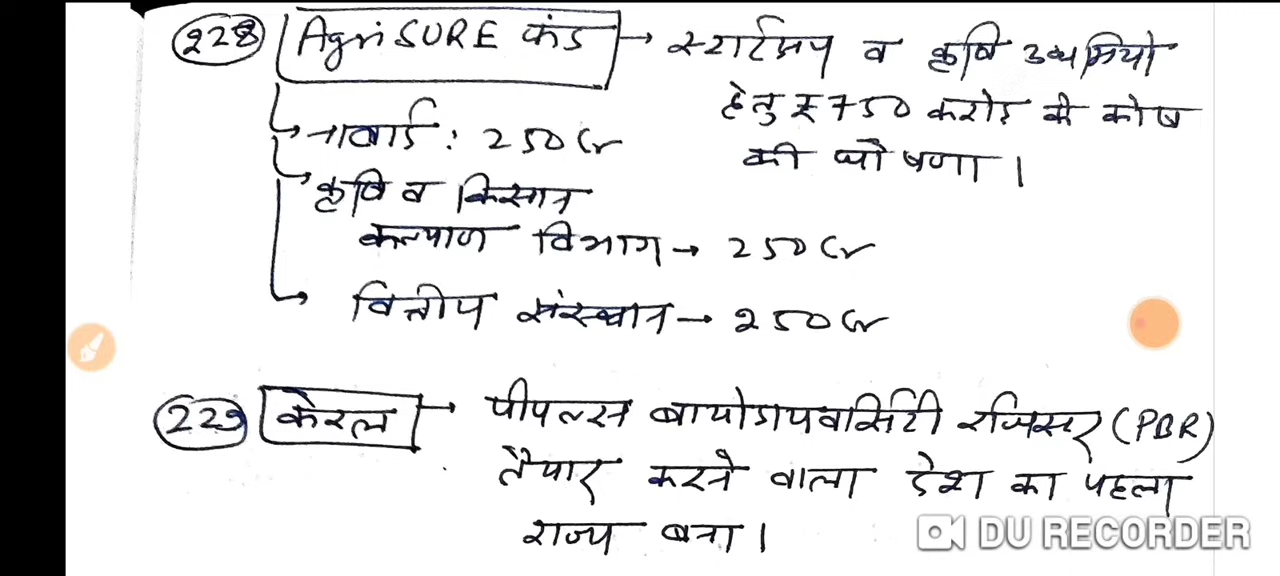 228 AgriSURE फंड → स्टार्टअप व कृषि उद्यमियो
हेतु ₹750 करोड़ के कोष
की घोषणा।
→ नाबार्ड : 250 Cr
→ कृषि व किसान
कल्याण विभाग → 250 Cr
→ वित्तीय संस्थान → 250 Cr
229 केरल → पीपल्स बायोडायवर्सिटी रजिस्टर (PBR)
तैयार करने वाला देश का पहला
राज्य बना।
DU RECORDER